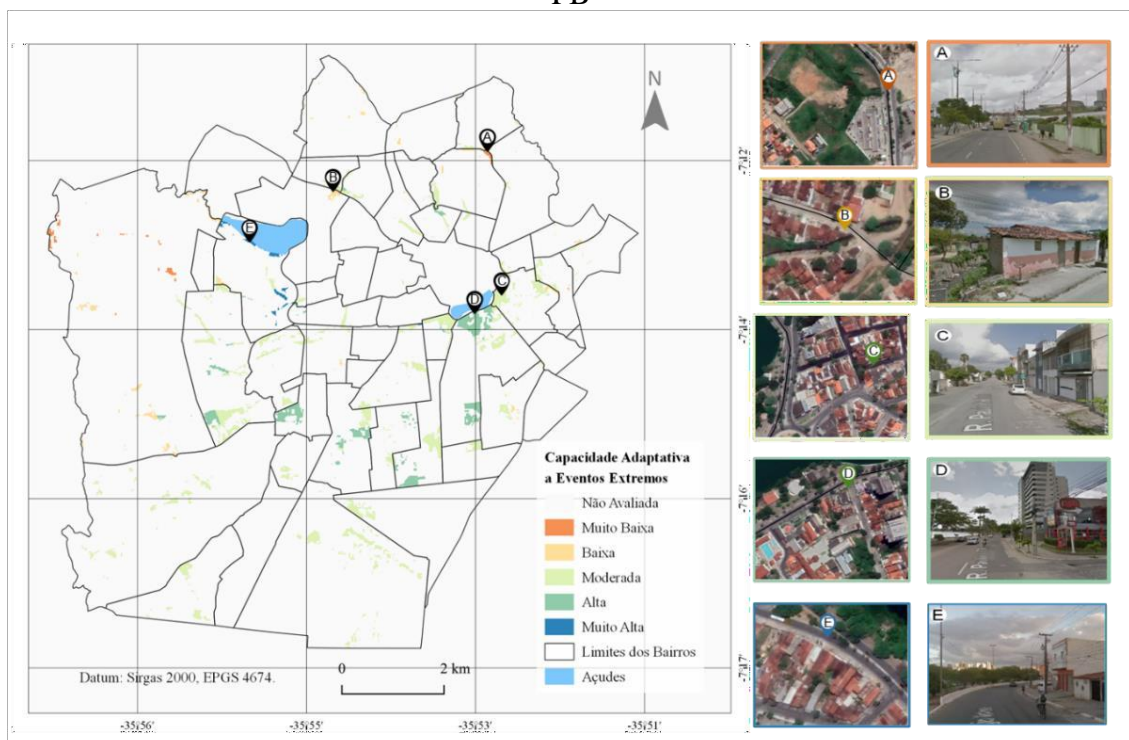 N
A
B
E
C
D
Capacidade Adaptativa
a Eventos Extremos
Não Avaliada
Muito Baixa
Baixa
Moderada
Alta
Muito Alta
Limites dos Bairros
Açudes
0 2 km
Datum: Sirgas 2000, EPGS 4674.
-35°56' -35°55' -35°53' -35°51'
-7°12'
-7°14'
-7°16'
-7°17'
A A
B B
C C
D D
E E